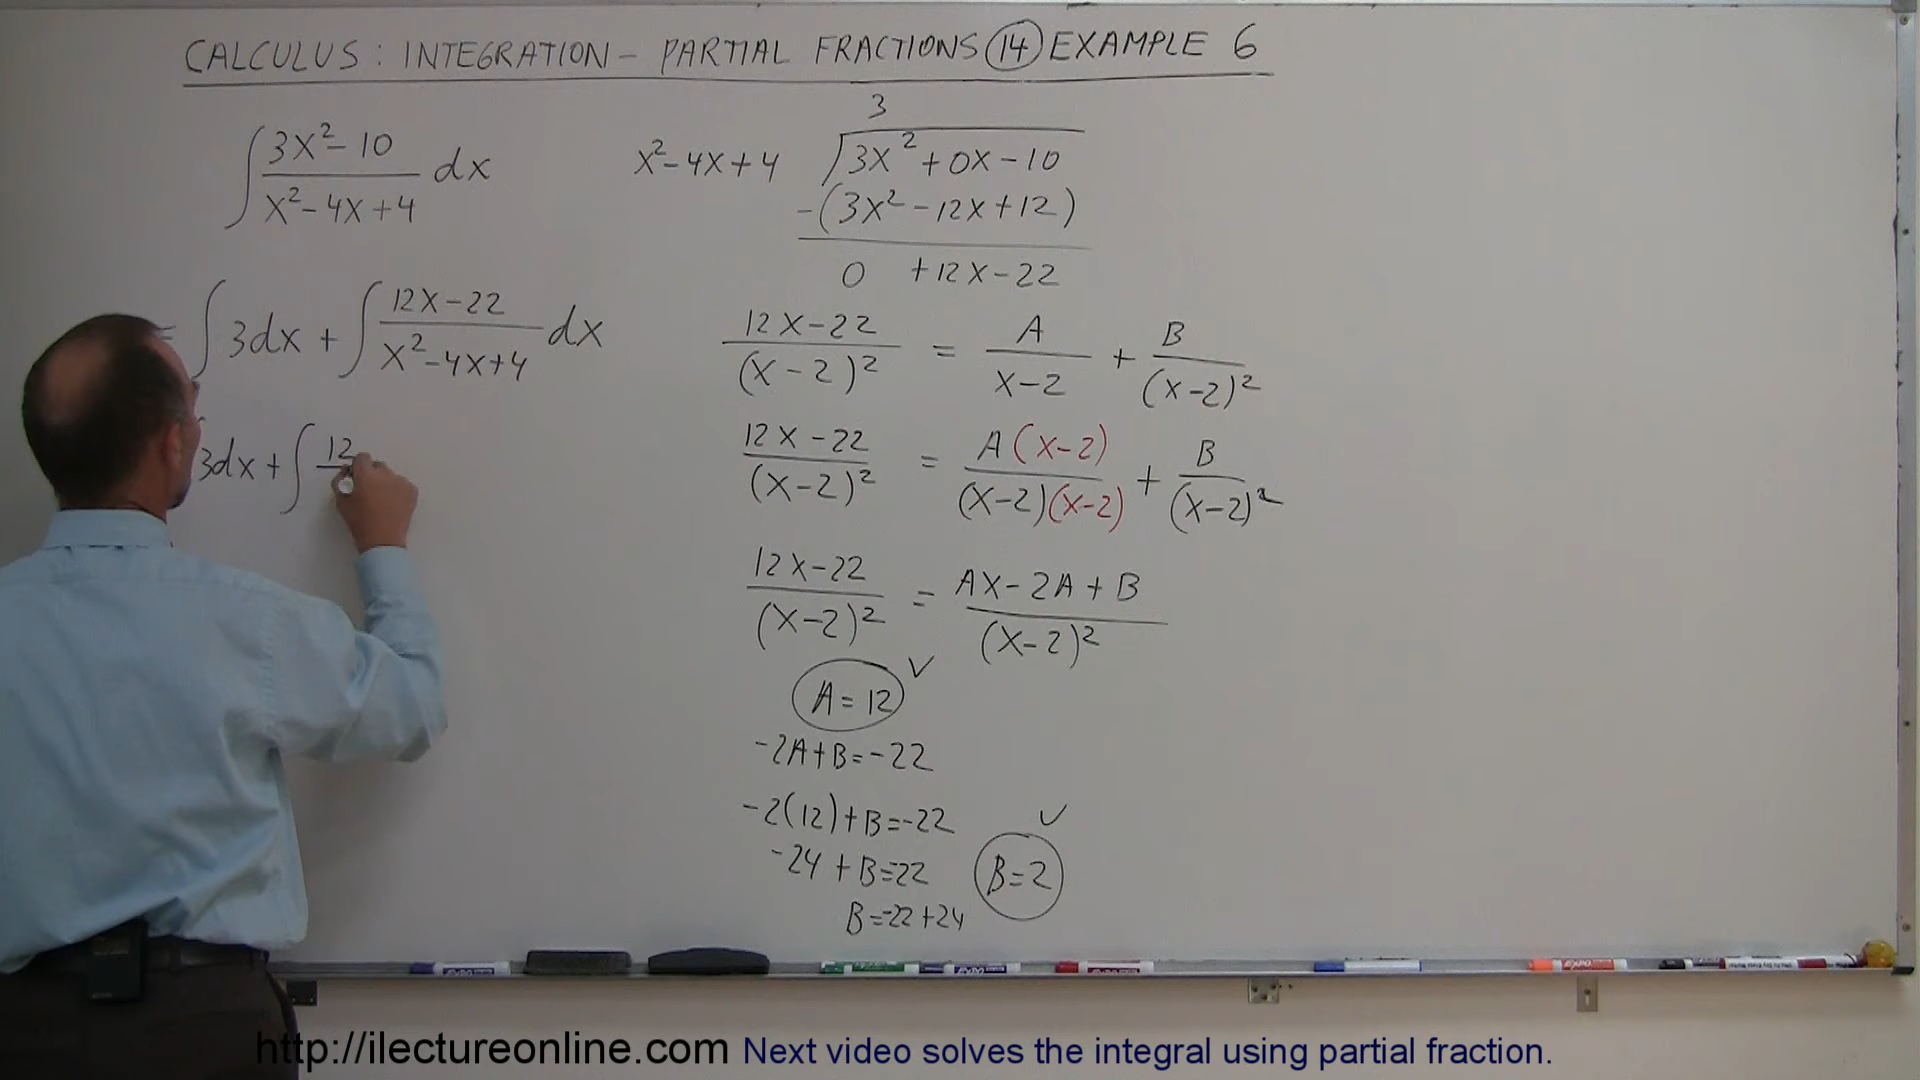 CALCULUS: INTEGRATION - PARTIAL FRACTIONS 14 EXAMPLE 6
∫ 3x²-10 / x²-4x+4 dx
= ∫ 3dx + ∫ 12x-22 / x²-4x+4 dx
3dx + ∫ 12
3
x²-4x+4 √ 3x²+0x-10
-(3x²-12x+12)
0 +12x-22
12x-22 / (x-2)² = A / x-2 + B / (x-2)²
12x-22 / (x-2)² = A(x-2) / (x-2)(x-2) + B / (x-2)²
12x-22 / (x-2)² = Ax-2A+B / (x-2)²
A=12 ✓
-2A+B=-22
-2(12)+B=-22
-24+B=-22
B=-22+24
B=2 ✓
EXPO
http://ilectureonline.com Next video solves the integral using partial fraction.